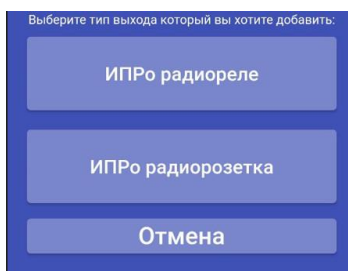 Выберите тип выхода который вы хотите добавить:
ИПРо радиореле
ИПРо радиорозетка
Отмена